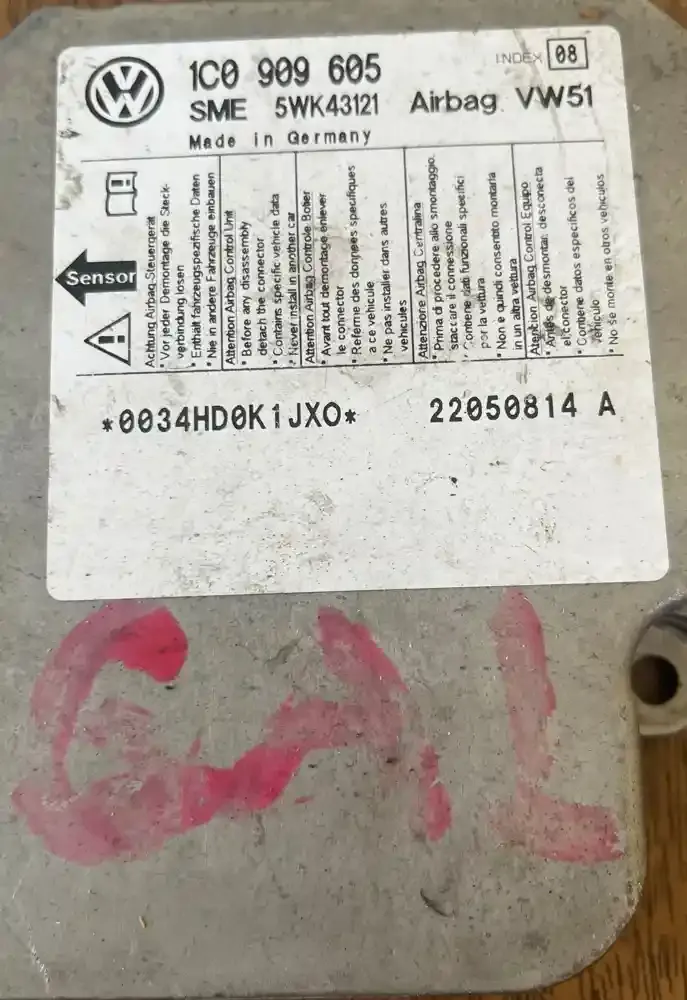 1C0 909 605
INDEX 08
SME 5WK43121 Airbag VW51
Made in Germany
Sensor
Achtung Airbag-Steuergerät
• Vor jeder Demontage die Steck-
verbindung lösen
• Enthält fahrzeugspezifische Daten
• Nie in andere Fahrzeuge einbauen
Attention Airbag Control Unit
• Before any disassembly
detach the connector
• Contains specific vehicle data
• Never install in another car
Attention Airbag Controle Boîtier
• Avant tout demontage enlever
le connector
• Referme des donnees specifiques
a ce vehicule
• Ne pas installer dans autres
vehicules
Attenzione Airbag Centralina
• Prima di procedere allo smontaggio,
staccare il connessione
• Contiene dati funzionali specifici
per la vettura
• Non e quindi consentito montarla
in un altra vettura
Atencion Airbag Control Equipo
• Antes de desmontar: desconecta
el conector
• Contiene datos especificos del
vehiculo
• No se monte en otros vehiculos
*0034HD0K1JXO*
22050814 A